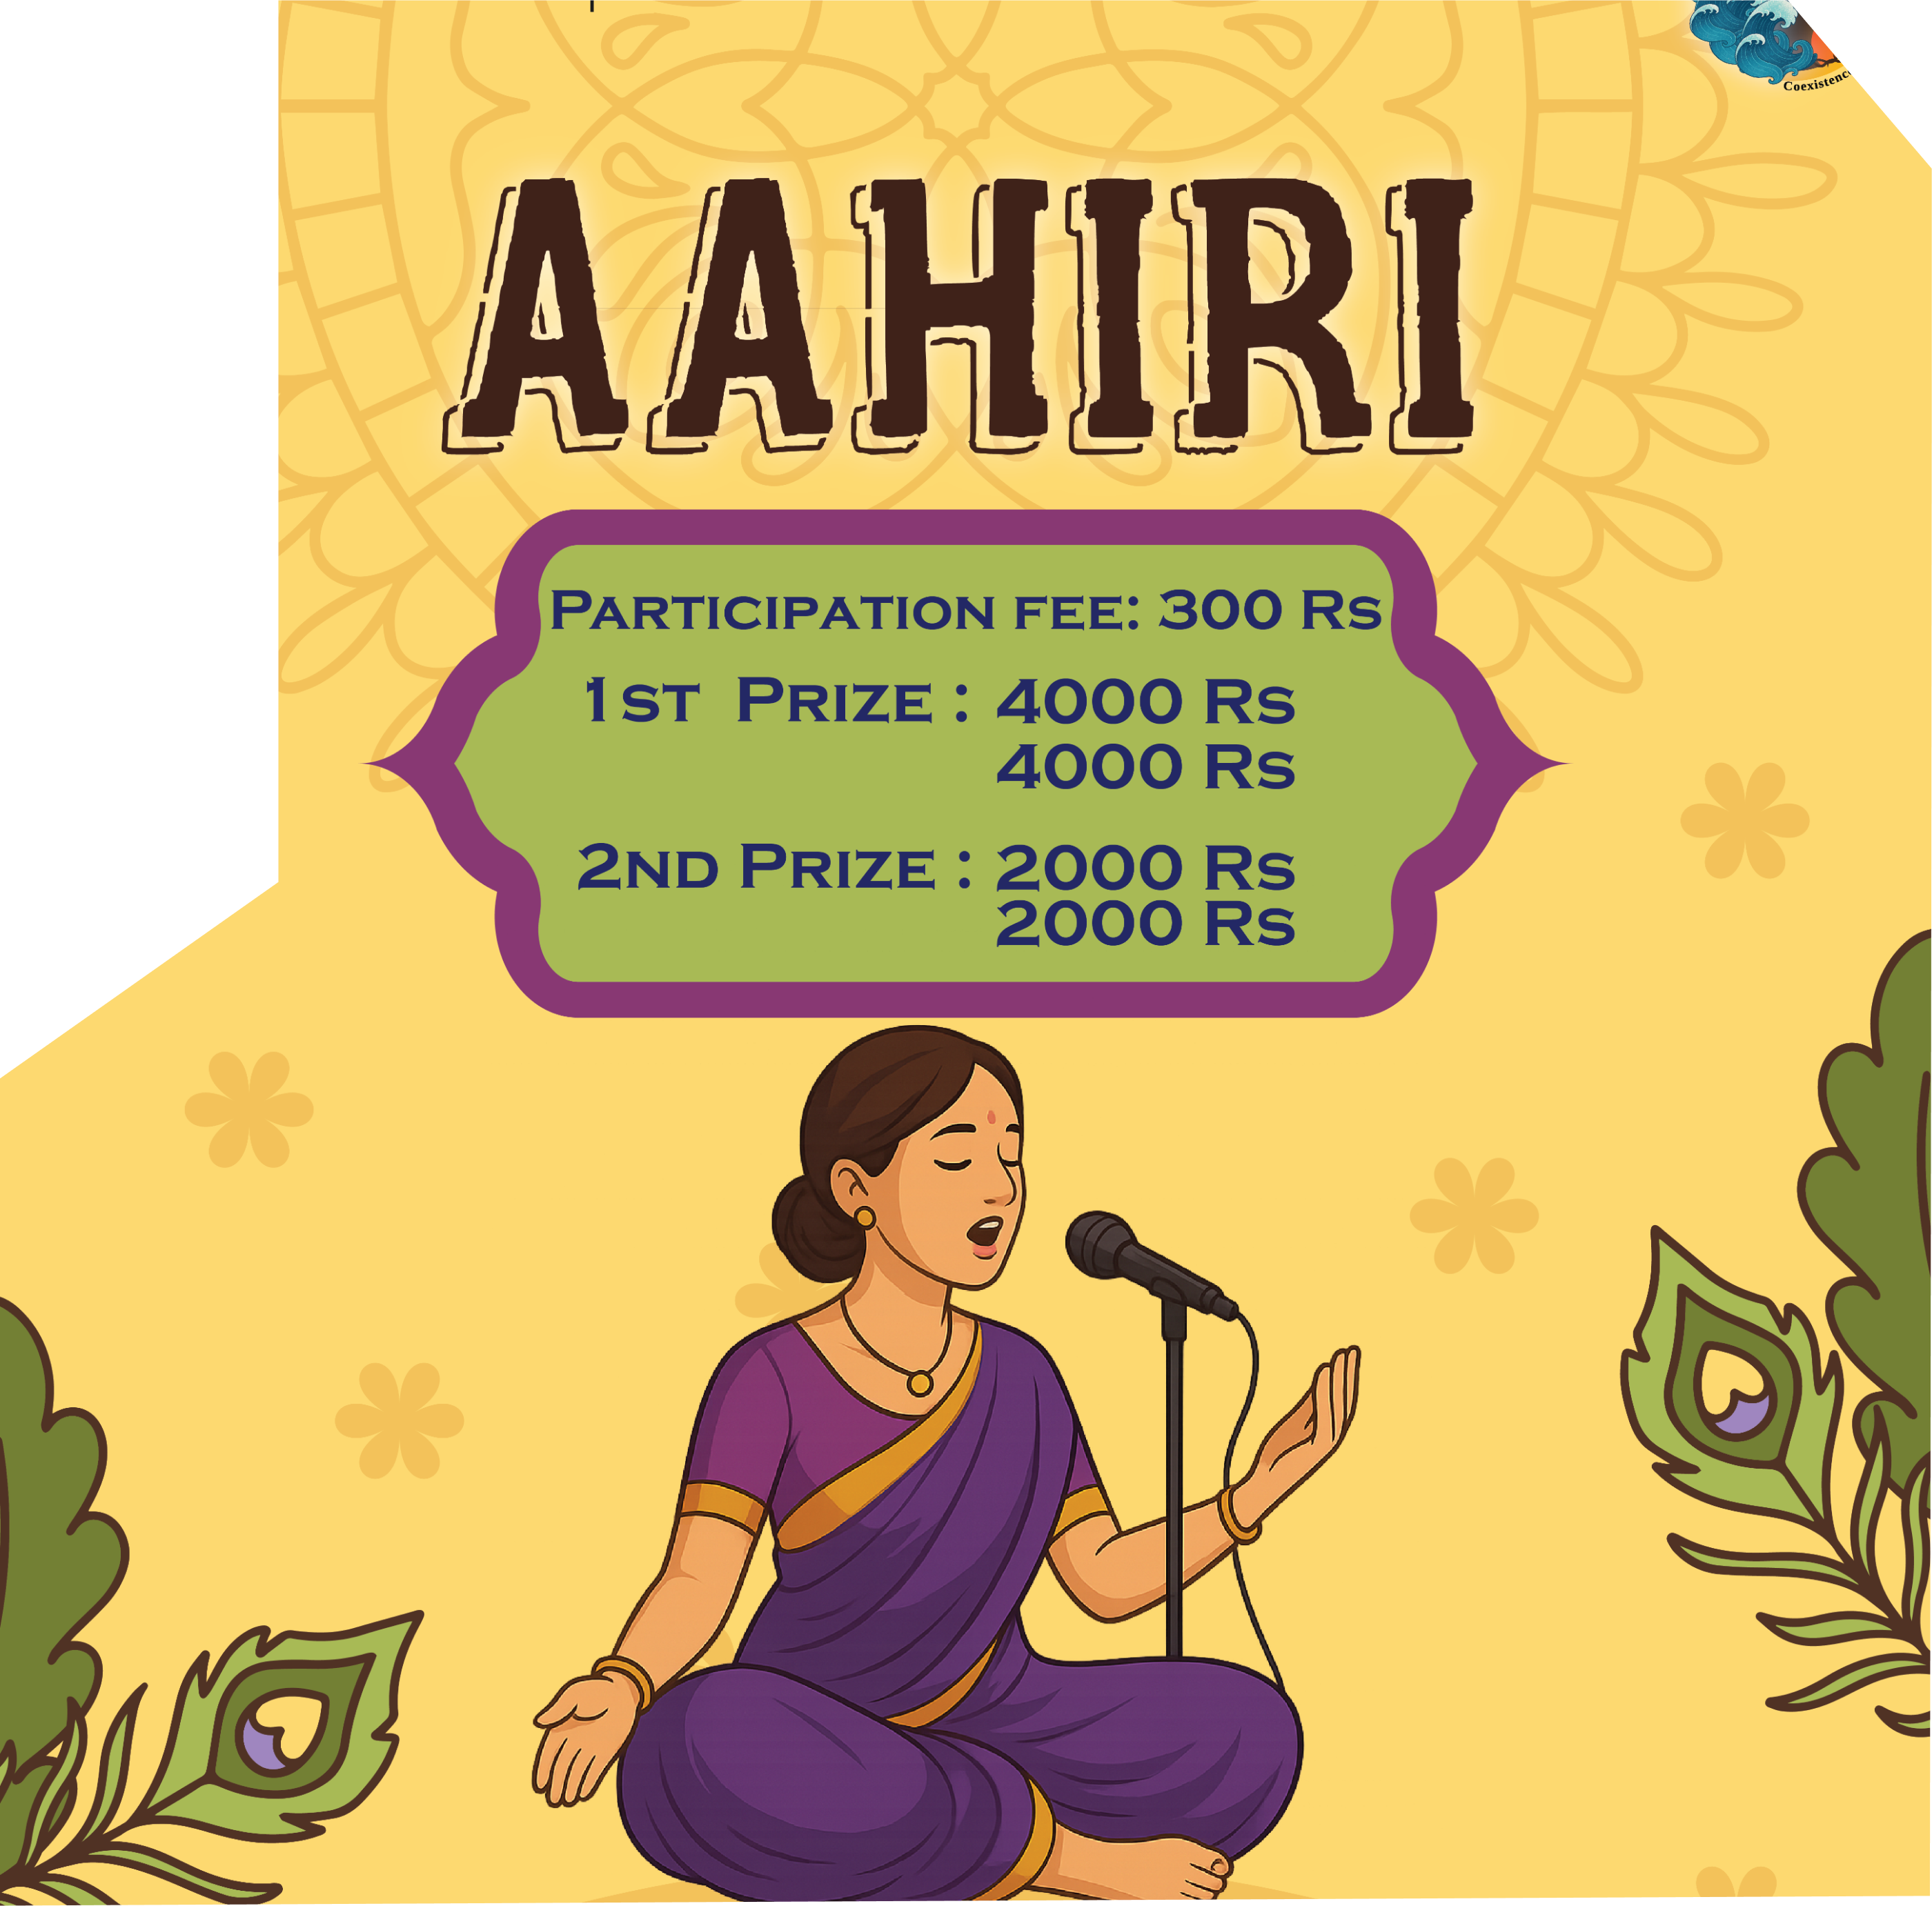 Coexistence
AAHIRI
Participation fee: 300 Rs
1st Prize : 4000 Rs
4000 Rs
2nd Prize : 2000 Rs
2000 Rs